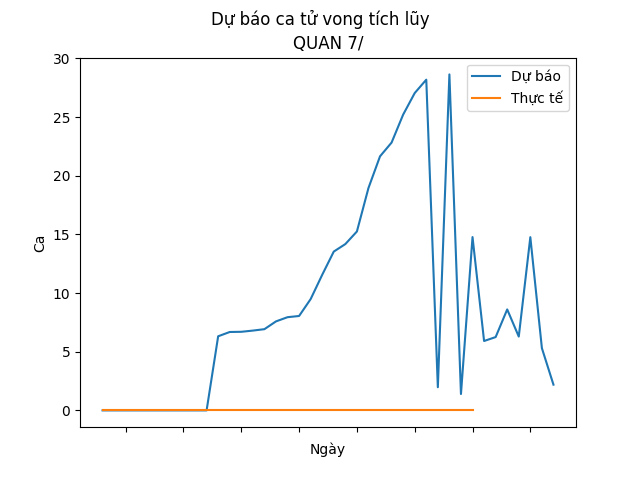 Dự báo ca tử vong tích lũy
QUAN 7/
30
25
20
15
10
5
0
Ca
Ngày
Dự báo
Thực tế